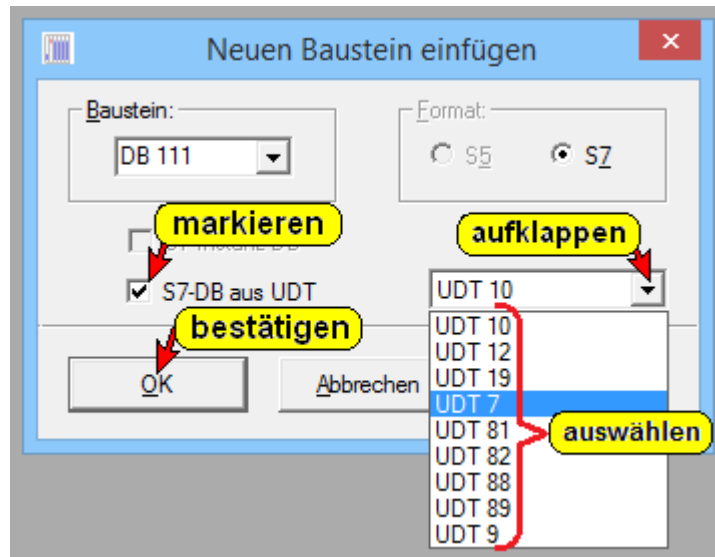 Neuen Baustein einfügen
Baustein:
DB 111
Format:
S5
S7
markieren
aufklappen
S7-DB aus UDT
UDT 10
bestätigen
OK
Abbrechen
UDT 10
UDT 12
UDT 19
UDT 7
UDT 81
UDT 82
UDT 88
UDT 89
UDT 9
auswählen